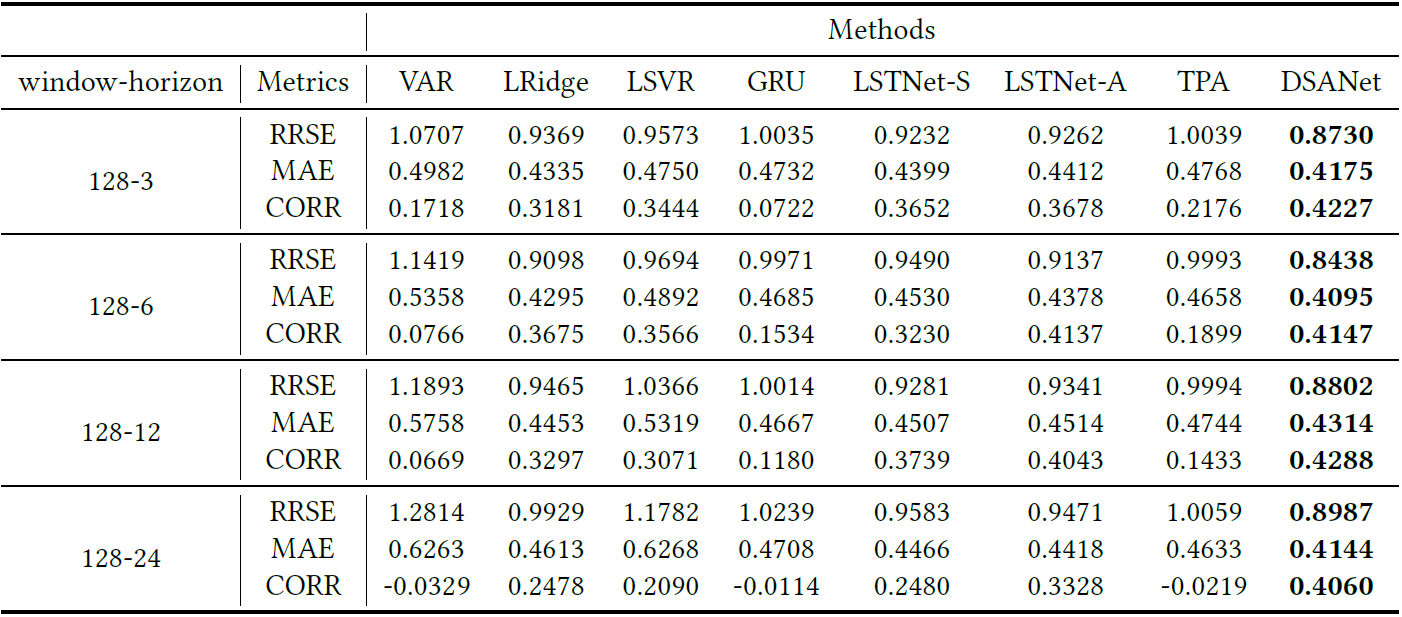 Methods
window-horizon Metrics VAR LRidge LSVR GRU LSTNet-S LSTNet-A TPA DSANet
RRSE 1.0707 0.9369 0.9573 1.0035 0.9232 0.9262 1.0039 0.8730
128-3 MAE 0.4982 0.4335 0.4750 0.4732 0.4399 0.4412 0.4768 0.4175
CORR 0.1718 0.3181 0.3444 0.0722 0.3652 0.3678 0.2176 0.4227
RRSE 1.1419 0.9098 0.9694 0.9971 0.9490 0.9137 0.9993 0.8438
128-6 MAE 0.5358 0.4295 0.4892 0.4685 0.4530 0.4378 0.4658 0.4095
CORR 0.0766 0.3675 0.3566 0.1534 0.3230 0.4137 0.1899 0.4147
RRSE 1.1893 0.9465 1.0366 1.0014 0.9281 0.9341 0.9994 0.8802
128-12 MAE 0.5758 0.4453 0.5319 0.4667 0.4507 0.4514 0.4744 0.4314
CORR 0.0669 0.3297 0.3071 0.1180 0.3739 0.4043 0.1433 0.4288
RRSE 1.2814 0.9929 1.1782 1.0239 0.9583 0.9471 1.0059 0.8987
128-24 MAE 0.6263 0.4613 0.6268 0.4708 0.4466 0.4418 0.4633 0.4144
CORR -0.0329 0.2478 0.2090 -0.0114 0.2480 0.3328 -0.0219 0.4060